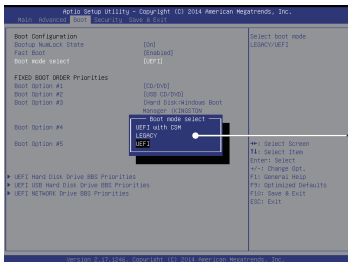 Aptio Setup Utility – Copyright (C) 2014 American Megatrends, Inc.
Main Advanced Boot Security Save & Exit
Boot Configuration
Bootup NumLock State [On]
Fast Boot [Enabled]
Boot mode select [UEFI]
FIXED BOOT ORDER Priorities
Boot Option #1 [CD/DVD]
Boot Option #2 [USB CD/DVD]
Boot Option #3 [Hard Disk:Windows Boot
Manager (KINGSTON
Boot Option #4
Boot Option #5
Boot mode select
UEFI with CSM
LEGACY
UEFI
UEFI Hard Disk Drive BBS Priorities
UEFI USB Hard Disk Drive BBS Priorities
UEFI NETWORK Drive BBS Priorities
Select boot mode
LEGACY/UEFI
→←: Select Screen
↑↓: Select Item
Enter: Select
+/-: Change Opt.
F1: General Help
F9: Optimized Defaults
F10: Save & Exit
ESC: Exit
Version 2.17.1246. Copyright (C) 2014 American Megatrends, Inc.